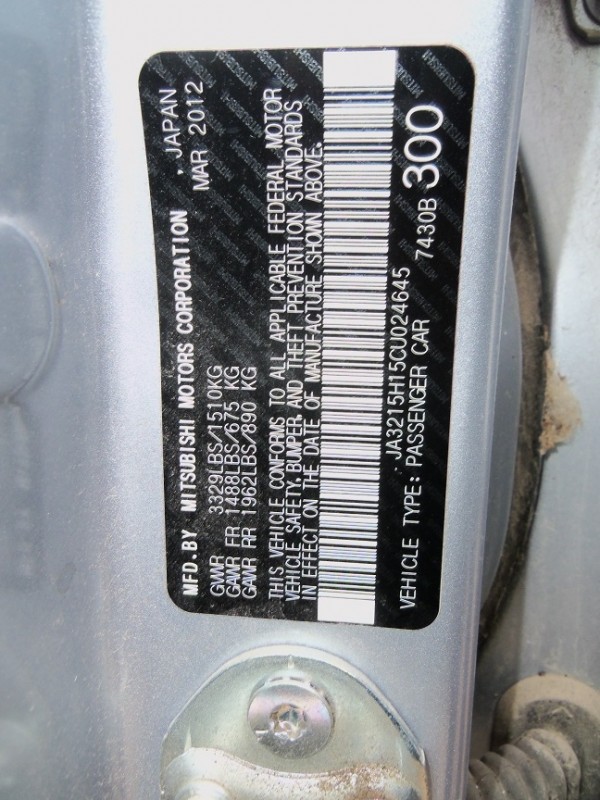 MFD.BY MITSUBISHI MOTORS CORPORATION , JAPAN
MAR 2012
GVWR 3329LBS/1510KG
GAWR FR 1488LBS/675 KG
GAWR RR 1962LBS/890 KG
THIS VEHICLE CONFORMS TO ALL APPLICABLE FEDERAL MOTOR
VEHICLE SAFETY, BUMPER, AND THEFT PREVENTION STANDARDS
IN EFFECT ON THE DATE OF MANUFACTURE SHOWN ABOVE.
JA3215H15CU024645
VEHICLE TYPE: PASSENGER CAR 7430B 300